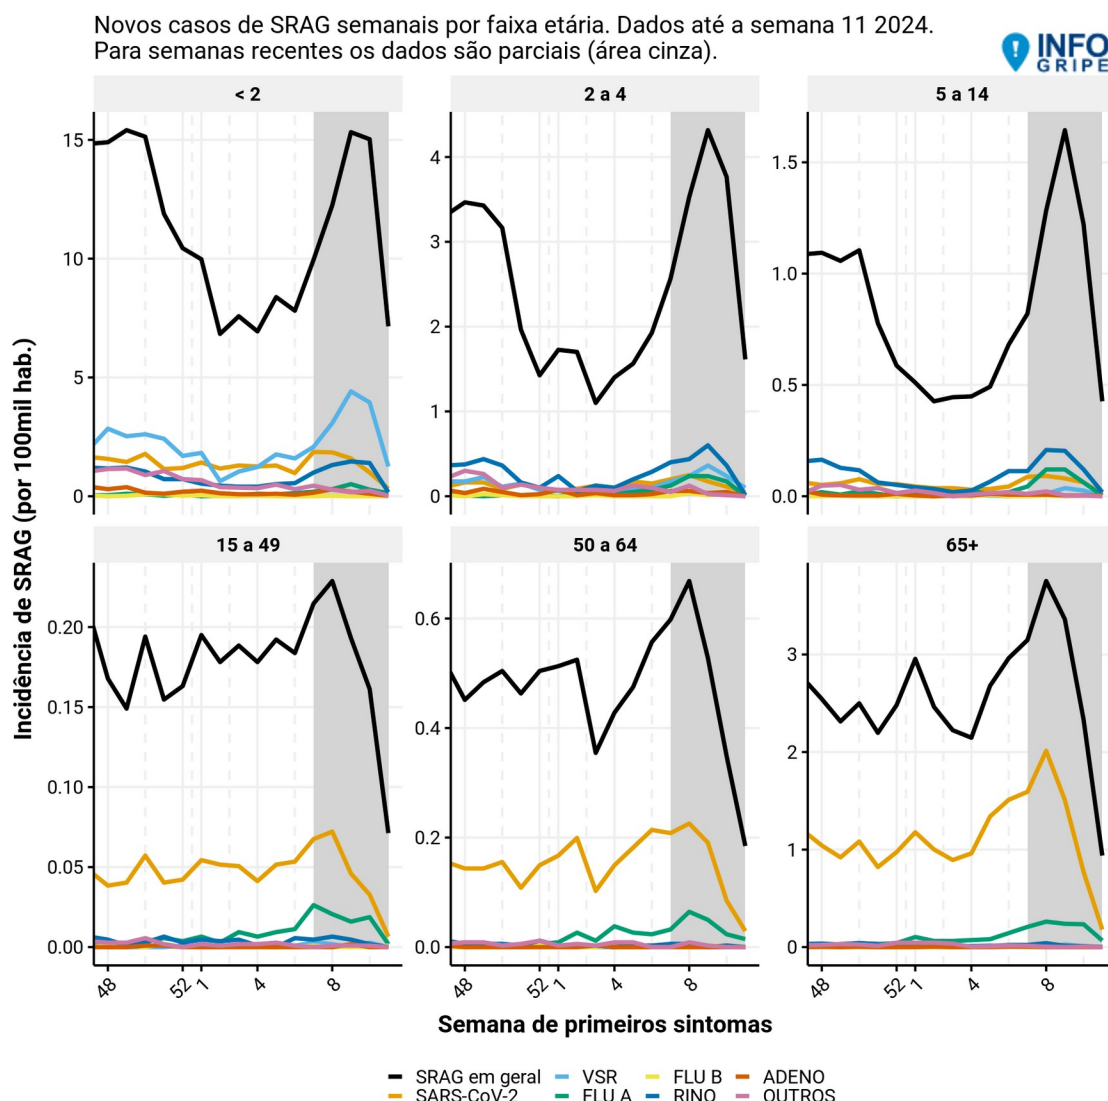 Novos casos de SRAG semanais por faixa etária. Dados até a semana 11 2024.
Para semanas recentes os dados são parciais (área cinza).
INFO
GRIPE
< 2
2 a 4
5 a 14
15
10
5
0
4
3
2
1
0
1.5
1.0
0.5
0.0
Incidência de SRAG (por 100mil hab.)
15 a 49
50 a 64
65+
0.20
0.15
0.10
0.05
0.00
0.6
0.4
0.2
0.0
3
2
1
0
48 52 1 4 8
48 52 1 4 8
48 52 1 4 8
Semana de primeiros sintomas
SRAG em geral VSR FLU B ADENO
SARS-CoV-2 FLU A RINO OUTROS